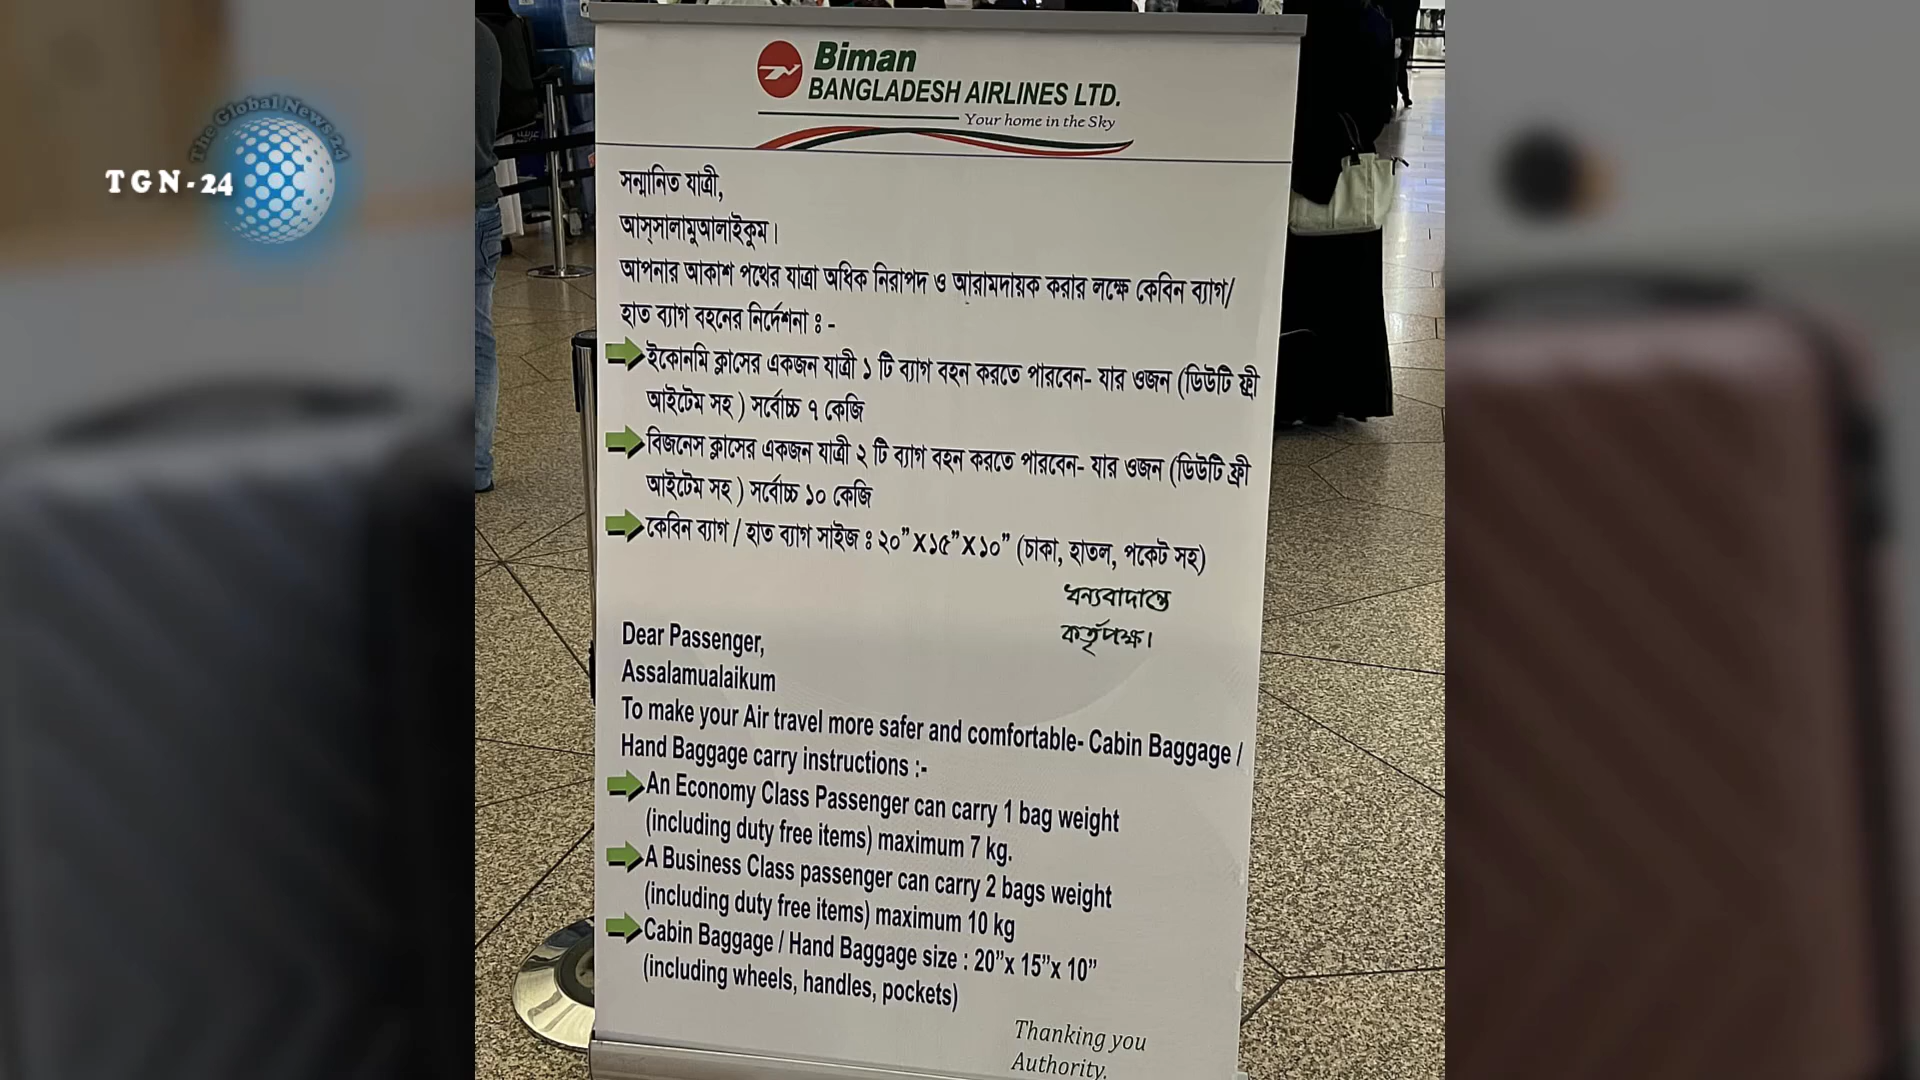 The Global News-24
TGN-24
Biman
BANGLADESH AIRLINES LTD.
Your home in the Sky
সন্মানিত যাত্রী,
আস্সালামুআলাইকুম।
আপনার আকাশ পথের যাত্রা অধিক নিরাপদ ও আরামদায়ক করার লক্ষে কেবিন ব্যাগ/
হাত ব্যাগ বহনের নির্দেশনা ঃ -
ইকোনমি ক্লাসের একজন যাত্রী ১ টি ব্যাগ বহন করতে পারবেন- যার ওজন (ডিউটি ফ্রী
আইটেম সহ ) সর্বোচ্চ ৭ কেজি
বিজনেস ক্লাসের একজন যাত্রী ২ টি ব্যাগ বহন করতে পারবেন- যার ওজন (ডিউটি ফ্রী
আইটেম সহ ) সর্বোচ্চ ১০ কেজি
কেবিন ব্যাগ / হাত ব্যাগ সাইজ ঃ ২০”X১৫”X১০” (চাকা, হাতল, পকেট সহ)
ধন্যবাদান্তে
কর্তৃপক্ষ।
Dear Passenger,
Assalamualaikum
To make your Air travel more safer and comfortable- Cabin Baggage /
Hand Baggage carry instructions :-
An Economy Class Passenger can carry 1 bag weight
(including duty free items) maximum 7 kg.
A Business Class passenger can carry 2 bags weight
(including duty free items) maximum 10 kg
Cabin Baggage / Hand Baggage size : 20”x 15”x 10”
(including wheels, handles, pockets)
Thanking you
Authority.